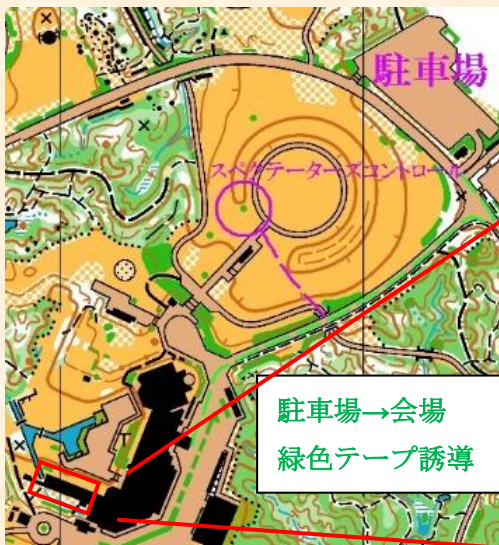 駐車場
スペクテーターズコントロール
駐車場→会場
緑色テープ誘導